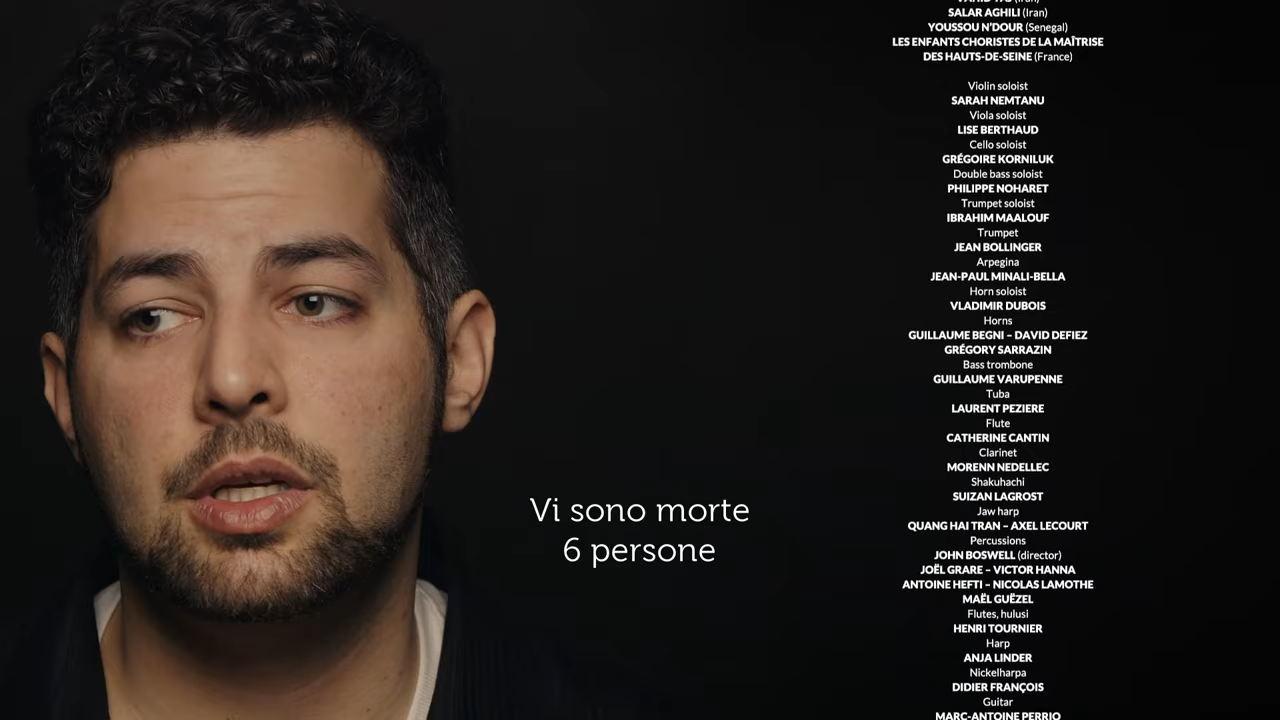 SALAR AGHILI (Iran)
YOUSSOU N'DOUR (Senegal)
LES ENFANTS CHORISTES DE LA MAÎTRISE
DES HAUTS-DE-SEINE (France)
Violin soloist
SARAH NEMTANU
Viola soloist
LISE BERTHAUD
Cello soloist
GRÉGOIRE KORNILUK
Double bass soloist
PHILIPPE NOHARET
Trumpet soloist
IBRAHIM MAALOUF
Trumpet
JEAN BOLLINGER
Arpegina
JEAN-PAUL MINALI-BELLA
Horn soloist
VLADIMIR DUBOIS
Horns
GUILLAUME BEGNI – DAVID DEFIEZ
GRÉGORY SARRAZIN
Bass trombone
GUILLAUME VARUPENNE
Tuba
LAURENT PEZIERE
Flute
CATHERINE CANTIN
Clarinet
MORENN NEDELLEC
Shakuhachi
SUIZAN LAGROST
Jaw harp
QUANG HAI TRAN – AXEL LECOURT
Percussions
JOHN BOSWELL (director)
JOËL GRARE – VICTOR HANNA
ANTOINE HEFTI – NICOLAS LAMOTHE
MAËL GUËZEL
Flutes, hulusi
HENRI TOURNIER
Harp
ANJA LINDER
Nickelharpa
DIDIER FRANÇOIS
Guitar
MARC-ANTOINE PERRIO
Vi sono morte
6 persone